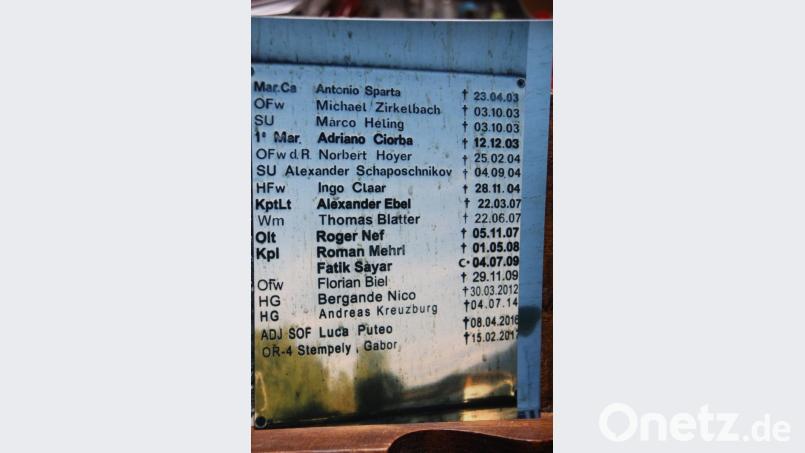 Mar.Ca Antonio Sparta † 23.04.03
OFw Michael Zirkelbach † 03.10.03
SU Marco Heling † 03.10.03
1ª Mar. Adriano Ciorba † 12.12.03
OFw d.R Norbert Hoyer † 25.02.04
SU Alexander Schaposchnikov † 04.09.04
HFw Ingo Claar † 28.11.04
KptLt Alexander Ebel † 22.03.07
Wm Thomas Blatter † 22.06.07
Olt Roger Nef † 05.11.07
Kpl Roman Mehri † 01.05.08
Fatik Sayar ☪ 04.07.09
Ofw Florian Biel † 29.11.09
HG Bergande Nico † 30.03.2012
HG Andreas Kreuzburg † 04.07.14
ADJ SOF Luca Puteo † 08.04.2016
OR-4 Stempely , Gabor † 15.02.2017
Onetz.de